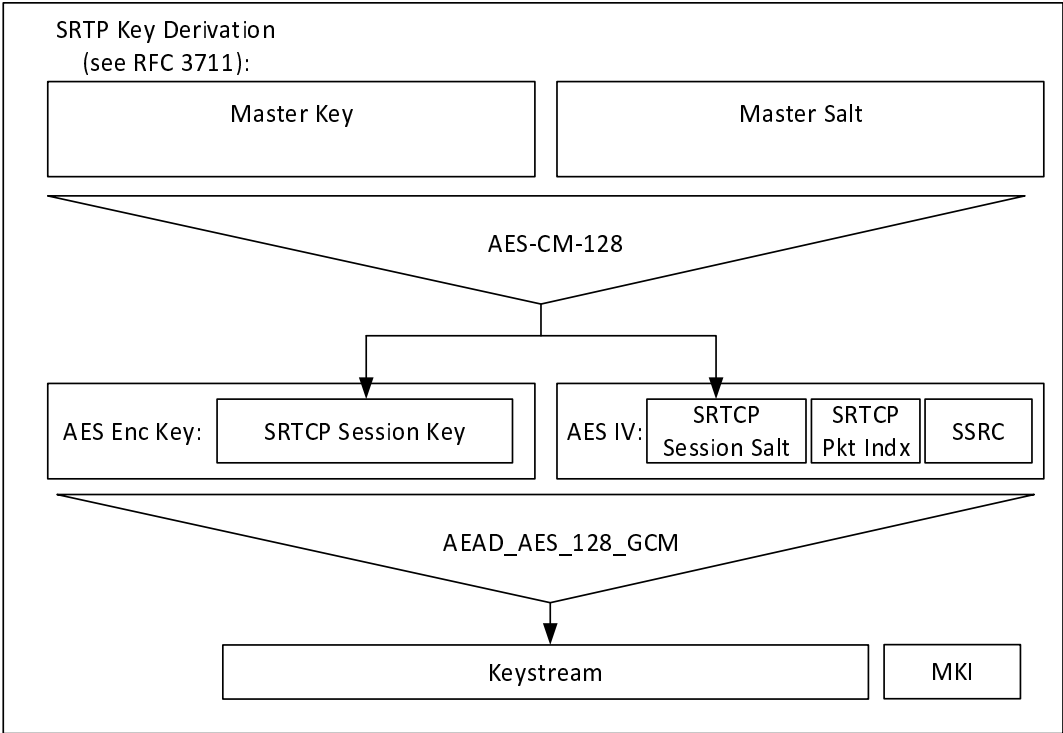 SRTP Key Derivation
(see RFC 3711):
Master Key
Master Salt
AES-CM-128
AES Enc Key:
SRTCP Session Key
AES IV:
SRTCP
Session Salt
SRTCP
Pkt Indx
SSRC
AEAD_AES_128_GCM
Keystream
MKI